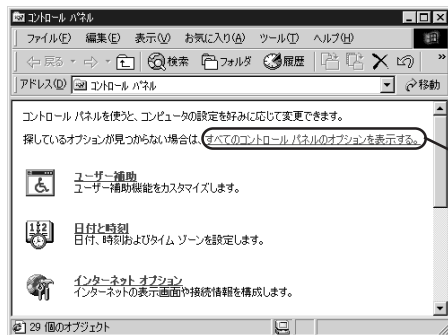 コントロール パネル
ファイル(F) 編集(E) 表示(V) お気に入り(A) ツール(T) ヘルプ(H)
戻る 検索 フォルダ 履歴 »
アドレス(D) コントロール パネル 移動
コントロール パネルを使うと、コンピュータの設定を好みに応じて変更できます。
探しているオプションが見つからない場合は、すべてのコントロール パネルのオプションを表示する。
ユーザー補助
ユーザー補助機能をカスタマイズします。
日付と時刻
日付、時刻およびタイム ゾーンを設定します。
インターネット オプション
インターネットの表示画面や接続情報を構成します。
29 個のオブジェクト